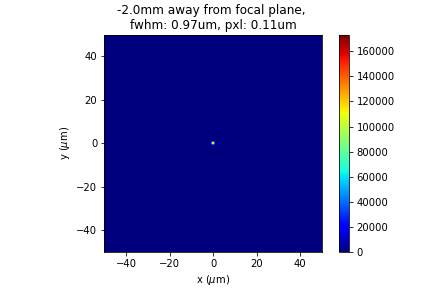 -2.0mm away from focal plane,
fwhm: 0.97um, pxl: 0.11um
y (μm)
40
20
0
−20
−40
−40 −20 0 20 40
x (μm)
160000
140000
120000
100000
80000
60000
40000
20000
0